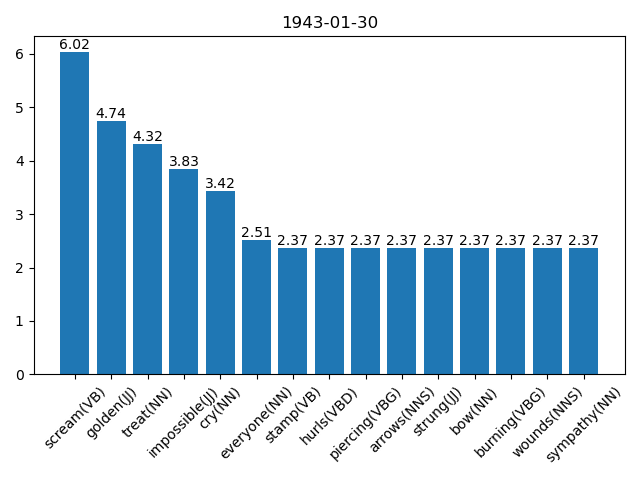 1943-01-30
6.02
4.74
4.32
3.83
3.42
2.51
2.37 2.37 2.37 2.37 2.37 2.37 2.37 2.37 2.37
6
5
4
3
2
1
0
scream(VB)
golden(JJ)
treat(NN)
impossible(JJ)
cry(NN)
everyone(NN)
stamp(VB)
hurls(VBD)
piercing(VBG)
arrows(NNS)
strung(JJ)
bow(NN)
burning(VBG)
wounds(NNS)
sympathy(NN)